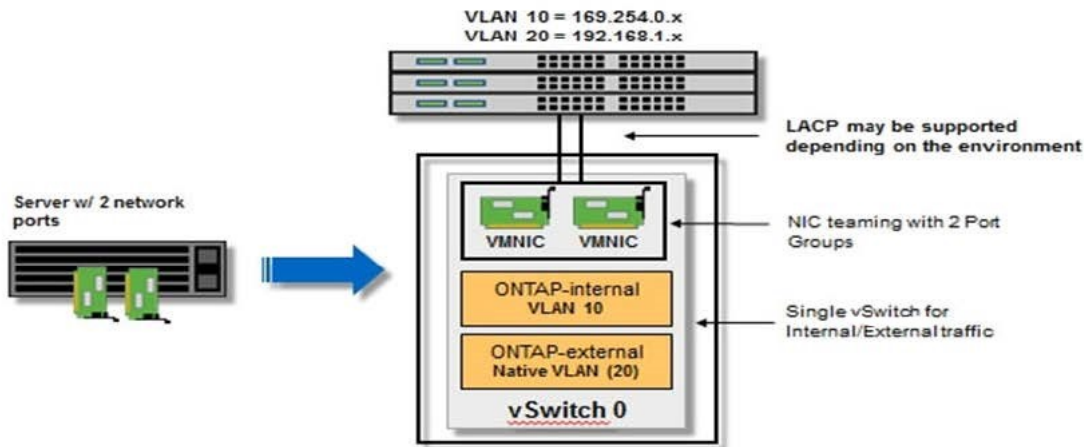 VLAN 10 = 169.254.0.x
VLAN 20 = 192.168.1.x
LACP may be supported
depending on the environment
Server w/ 2 network
ports
VMNIC
VMNIC
NIC teaming with 2 Port
Groups
ONTAP-internal
VLAN 10
Single vSwitch for
Internal/External traffic
ONTAP-external
Native VLAN (20)
vSwitch 0